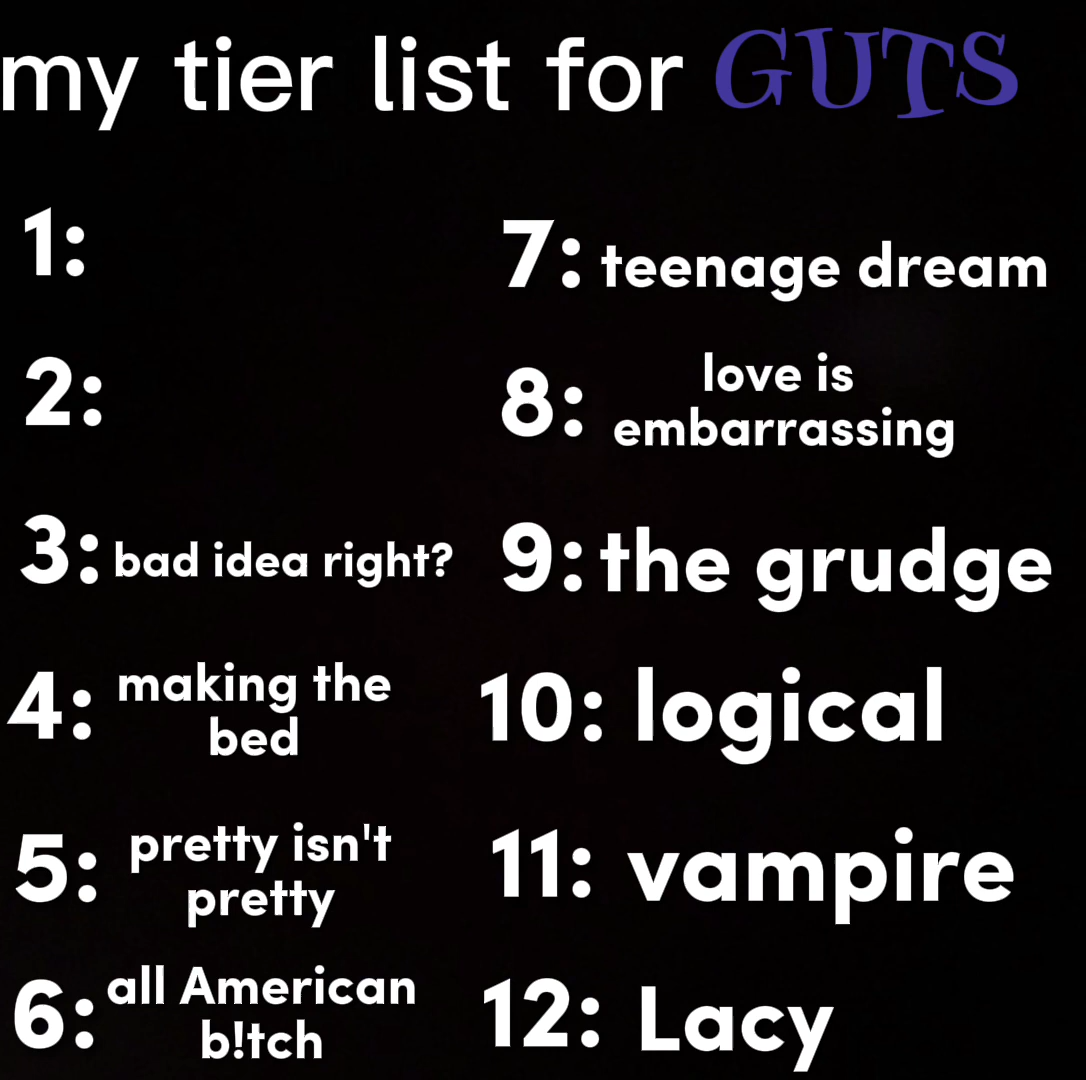 my tier list for GUTS
1:
2:
3: bad idea right?
4: making the
bed
5: pretty isn't
pretty
6: all American
b!tch
7: teenage dream
8: love is
embarrassing
9: the grudge
10: logical
11: vampire
12: Lacy